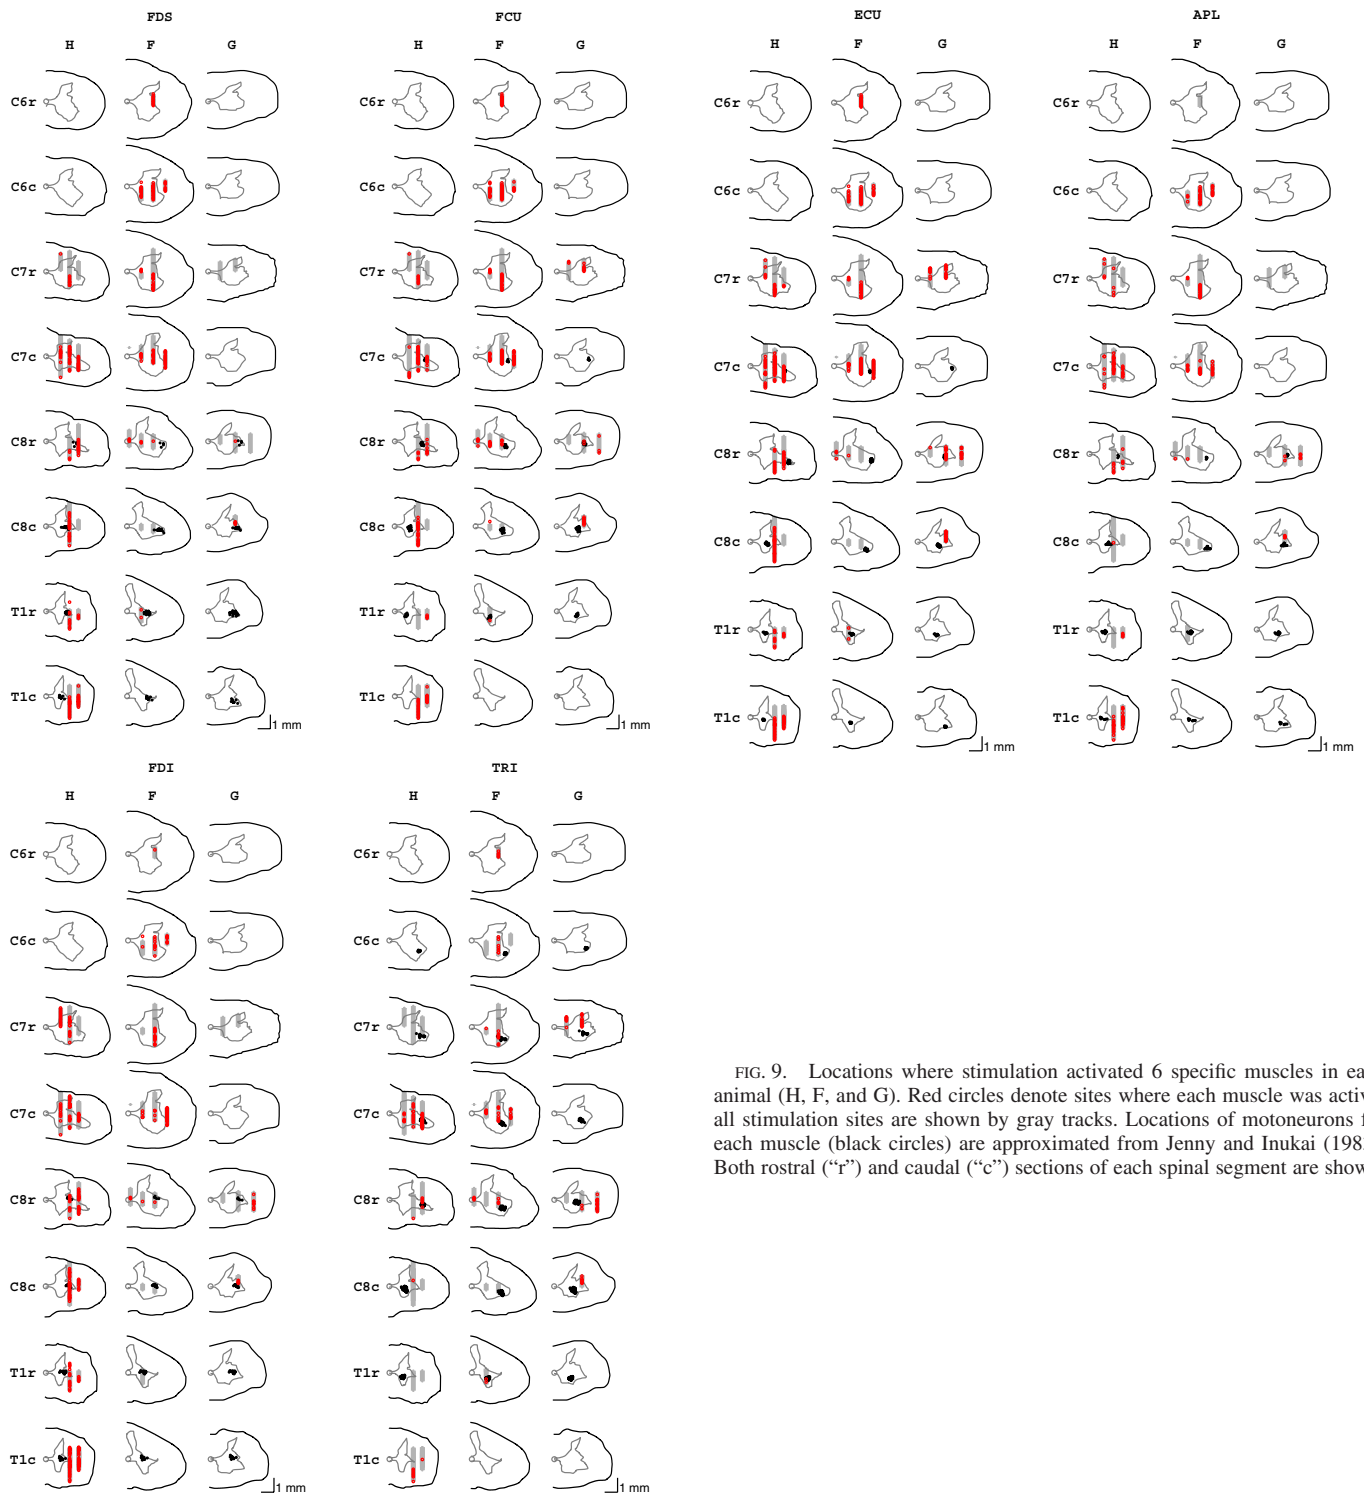 FDS
H F G
C6r
C6c
C7r
C7c
C8r
C8c
T1r
T1c
1 mm
FCU
H F G
1 mm
ECU
H F G
C6r
C6c
C7r
C7c
C8r
C8c
T1r
T1c
1 mm
APL
H F G
1 mm
FDI
H F G
C6r
C6c
C7r
C7c
C8r
C8c
T1r
T1c
1 mm
TRI
H F G
C6r
C6c
C7r
C7c
C8r
C8c
T1r
T1c
1 mm
FCU
C6r
C6c
C7r
C7c
C8r
C8c
T1r
T1c
APL
C6r
C6c
C7r
C7c
C8r
C8c
T1r
T1c
FIG. 9. Locations where stimulation activated 6 specific muscles in ea
animal (H, F, and G). Red circles denote sites where each muscle was activ
all stimulation sites are shown by gray tracks. Locations of motoneurons f
each muscle (black circles) are approximated from Jenny and Inukai (198
Both rostral (“r”) and caudal (“c”) sections of each spinal segment are show